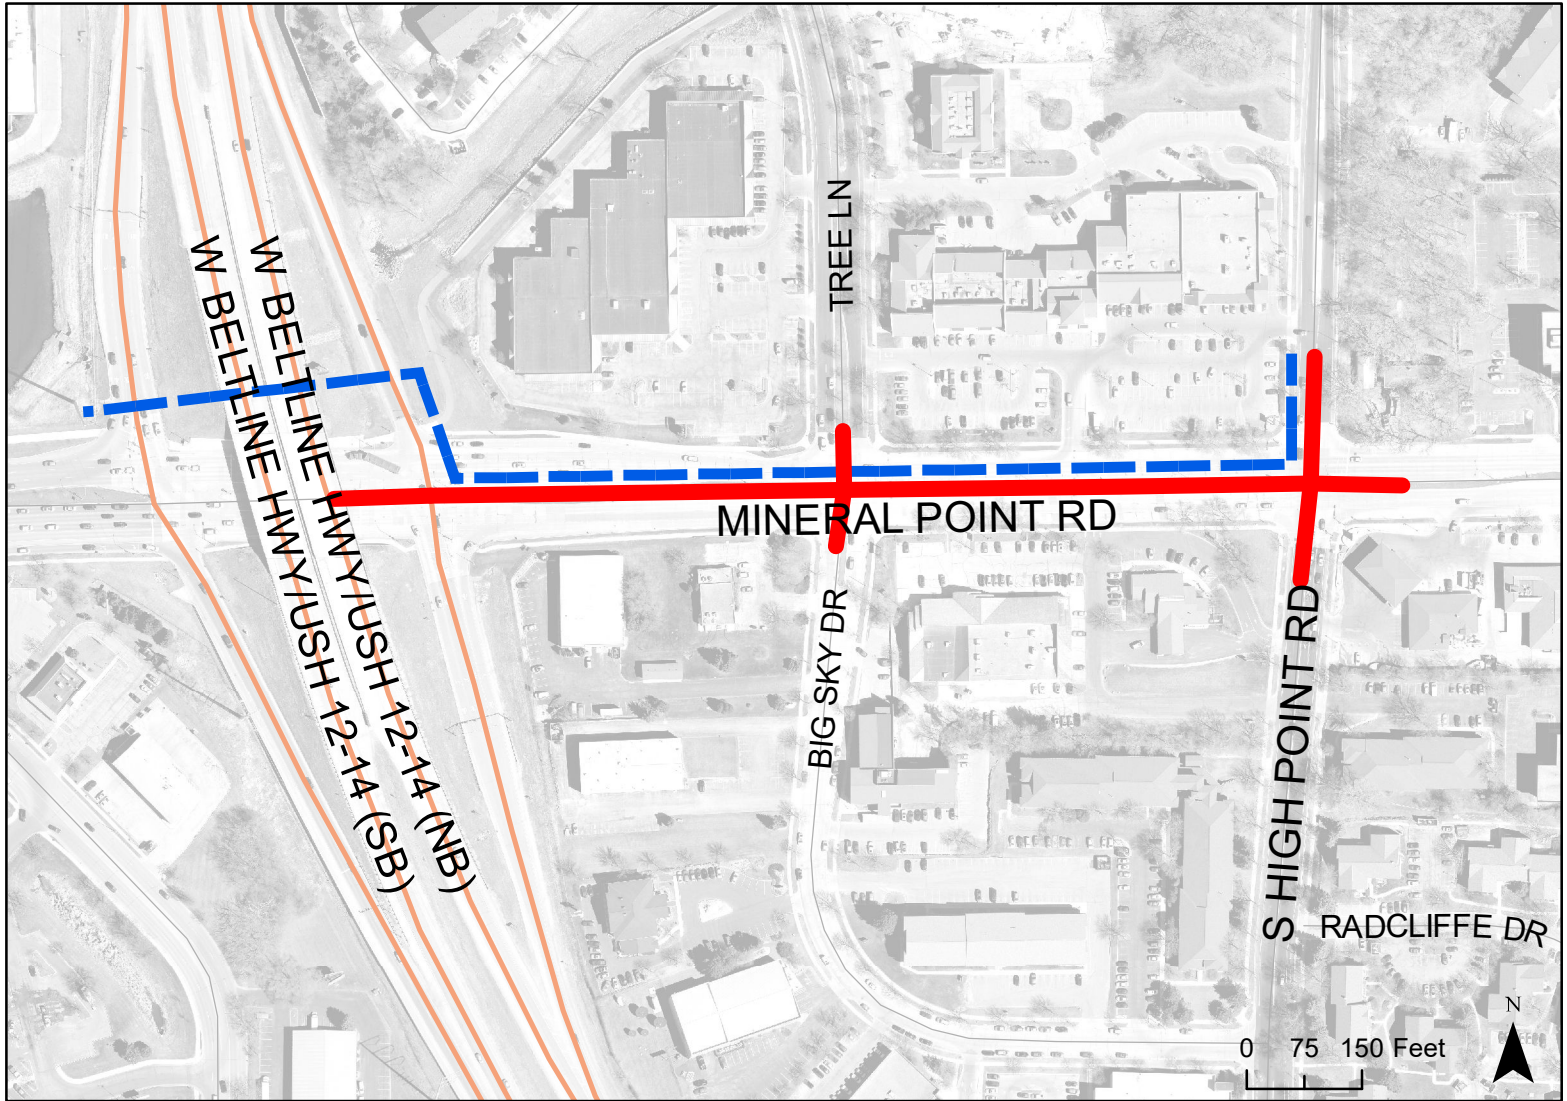 TREE LN
W BELTLINE HWY/USH 12-14 (SB)
W BELTLINE HWY/USH 12-14 (NB)
MINERAL POINT RD
BIG SKY DR
S HIGH POINT RD
RADCLIFFE DR
N
0 75 150 Feet